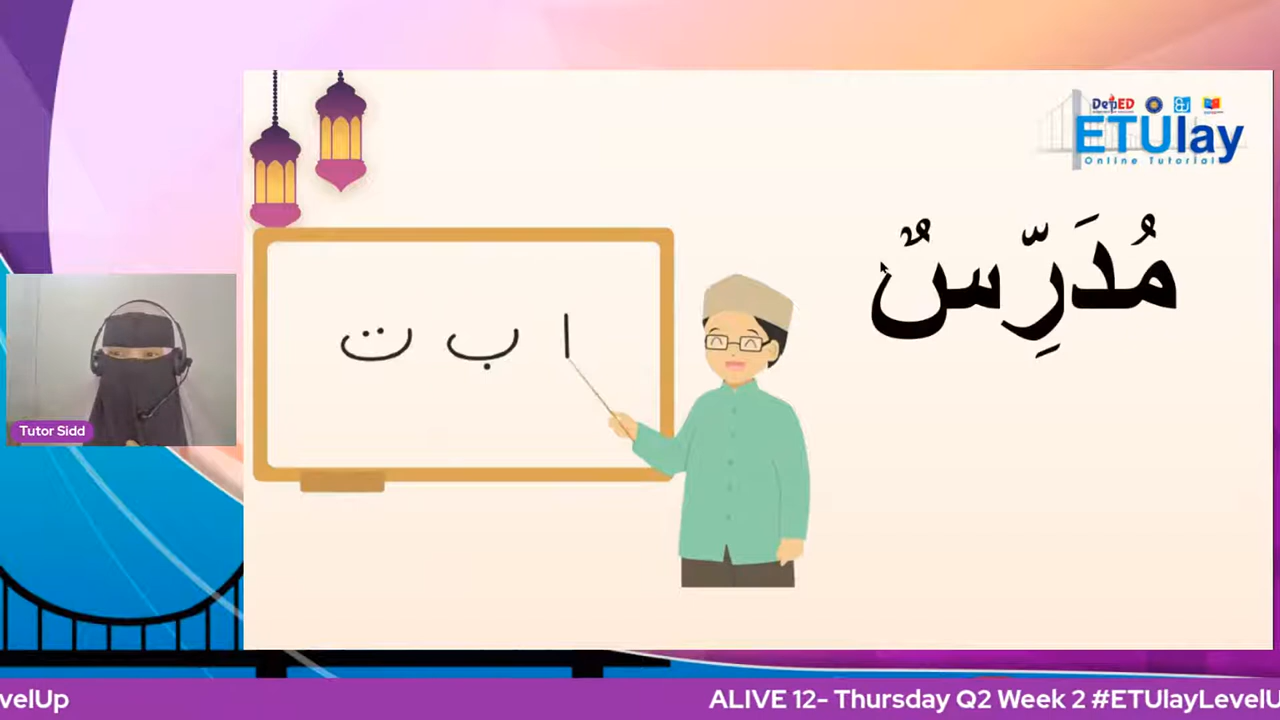 DepED
ETUlay
Online Tutorial
مُدَرِّسٌ
ا ب ت
Tutor Sidd
velUp
ALIVE 12- Thursday Q2 Week 2 #ETUlayLevelU